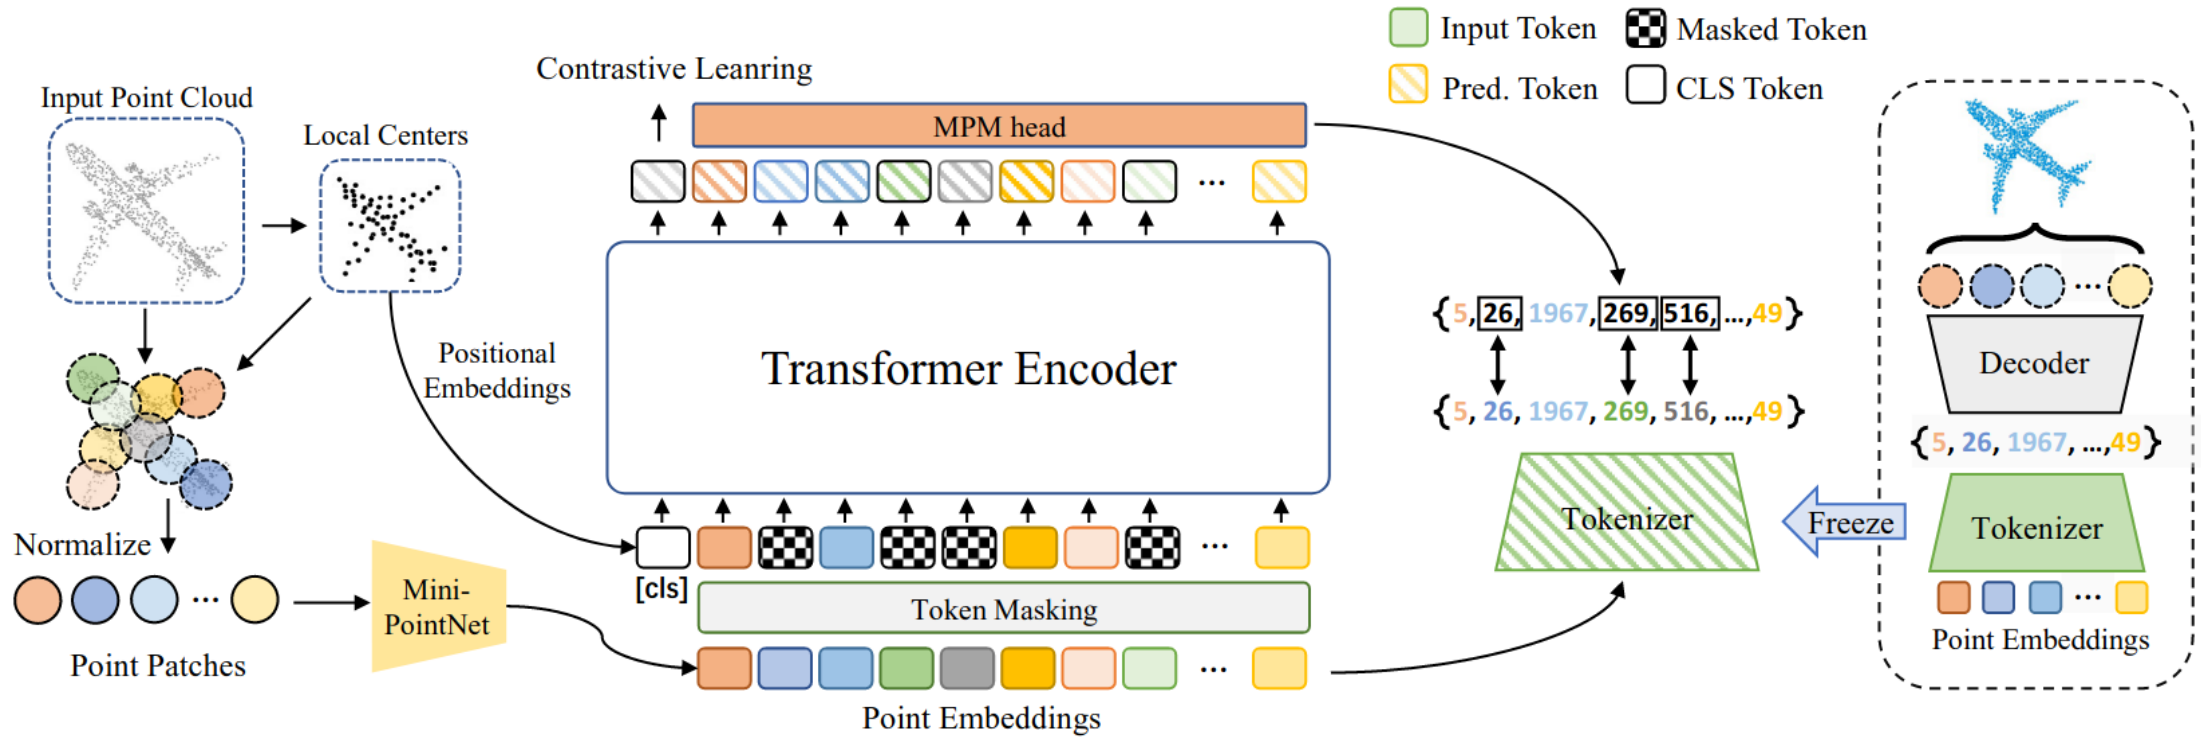 Input Token
Masked Token
Pred. Token
CLS Token
Contrastive Leanring
Input Point Cloud
Local Centers
MPM head
...
Positional
Embeddings
Transformer Encoder
{5, 26, 1967, 269, 516, ...,49}
{5, 26, 1967, 269, 516, ...,49}
Tokenizer
Freeze
...
Decoder
{5, 26, 1967, ...,49}
Tokenizer
...
Point Embeddings
Normalize
...
Point Patches
Mini-
PointNet
...
[cls]
Token Masking
...
Point Embeddings